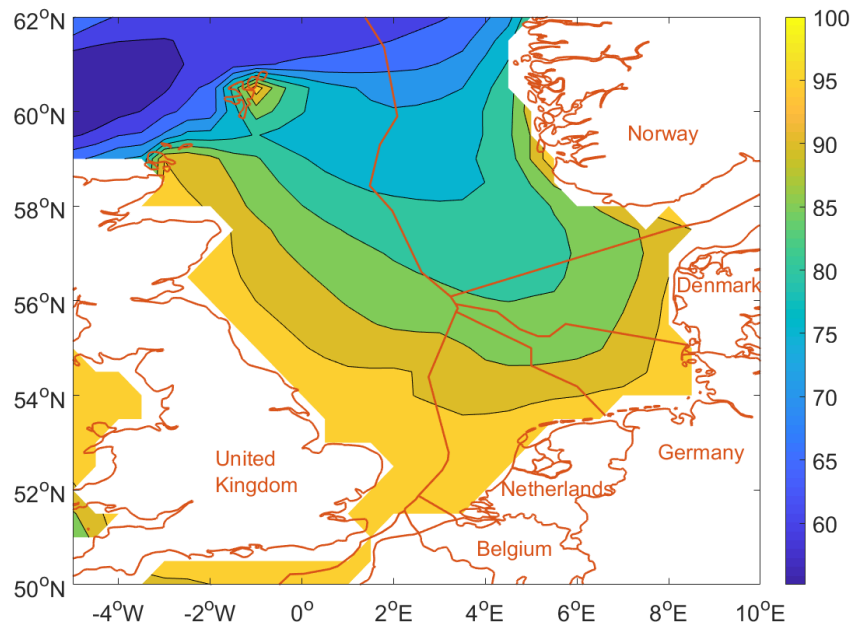 62°N
60°N
58°N
56°N
54°N
52°N
50°N
-4°W
-2°W
0°
2°E
4°E
6°E
8°E
10°E
Norway
Denmark
Germany
United
Kingdom
Netherlands
Belgium
100
95
90
85
80
75
70
65
60